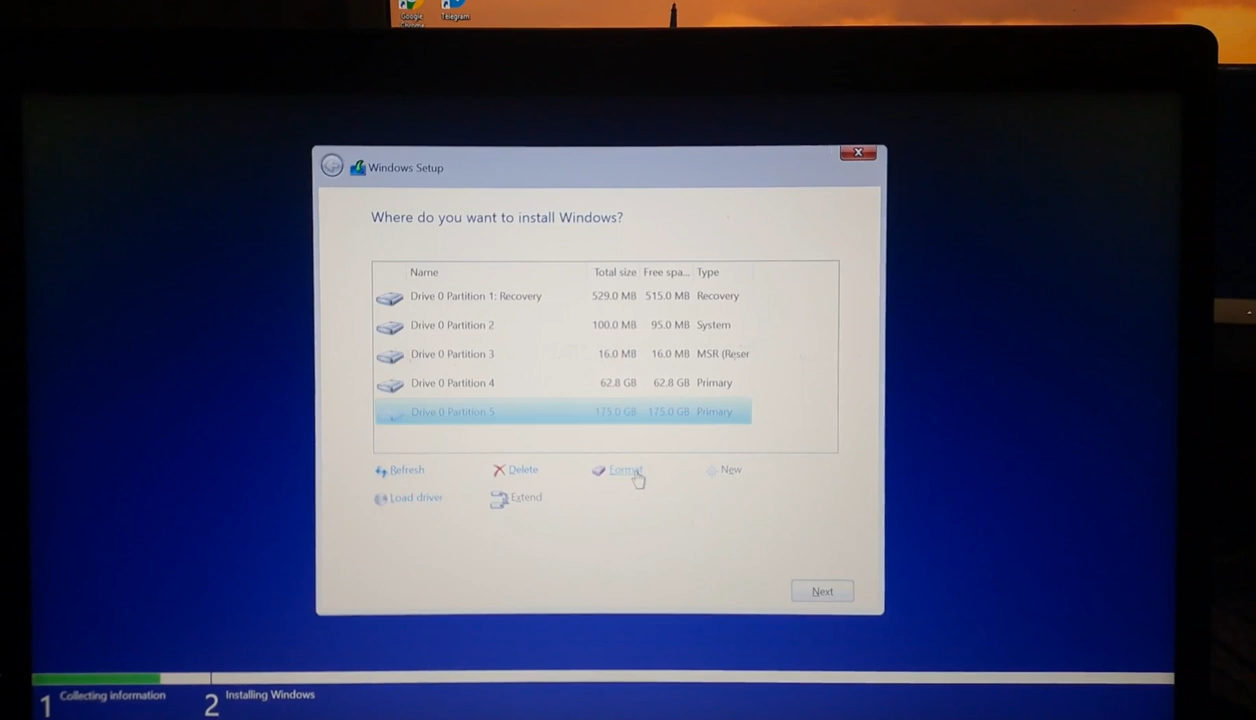 Google
Chrome
Telegram
Windows Setup
Where do you want to install Windows?
Name Total size Free spa... Type
Drive 0 Partition 1: Recovery 529.0 MB 515.0 MB Recovery
Drive 0 Partition 2 100.0 MB 95.0 MB System
Drive 0 Partition 3 16.0 MB 16.0 MB MSR (Reser
Drive 0 Partition 4 62.8 GB 62.8 GB Primary
Drive 0 Partition 5 175.0 GB 175.0 GB Primary
Refresh Delete Format New
Load driver Extend
Next
1 Collecting information 2 Installing Windows